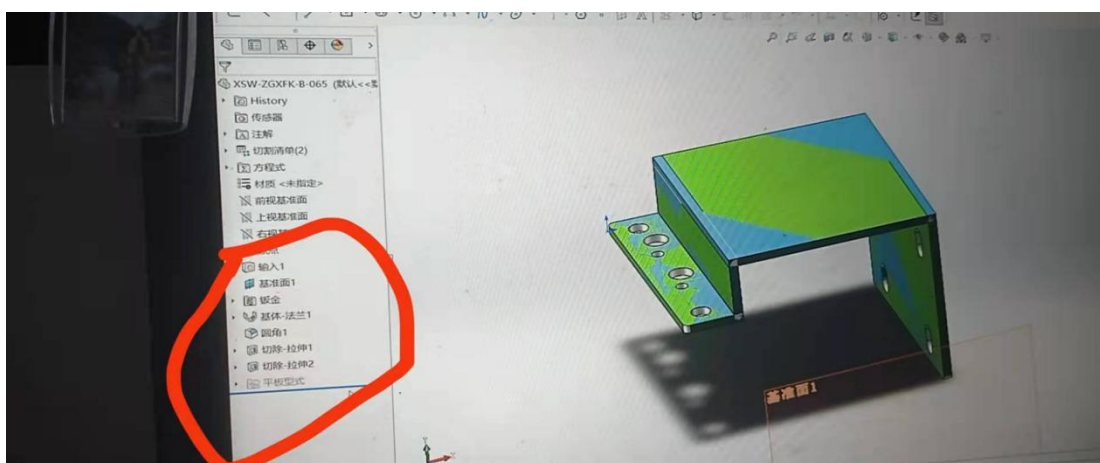 XSW-ZGXFK-B-065 (默认<<
History
传感器
注解
切割清单(2)
方程式
材质 <未指定>
前视基准面
上视基准面
输入1
基准面1
钣金
基体-法兰1
圆角1
切除-拉伸1
切除-拉伸2
平板型式
基准面1